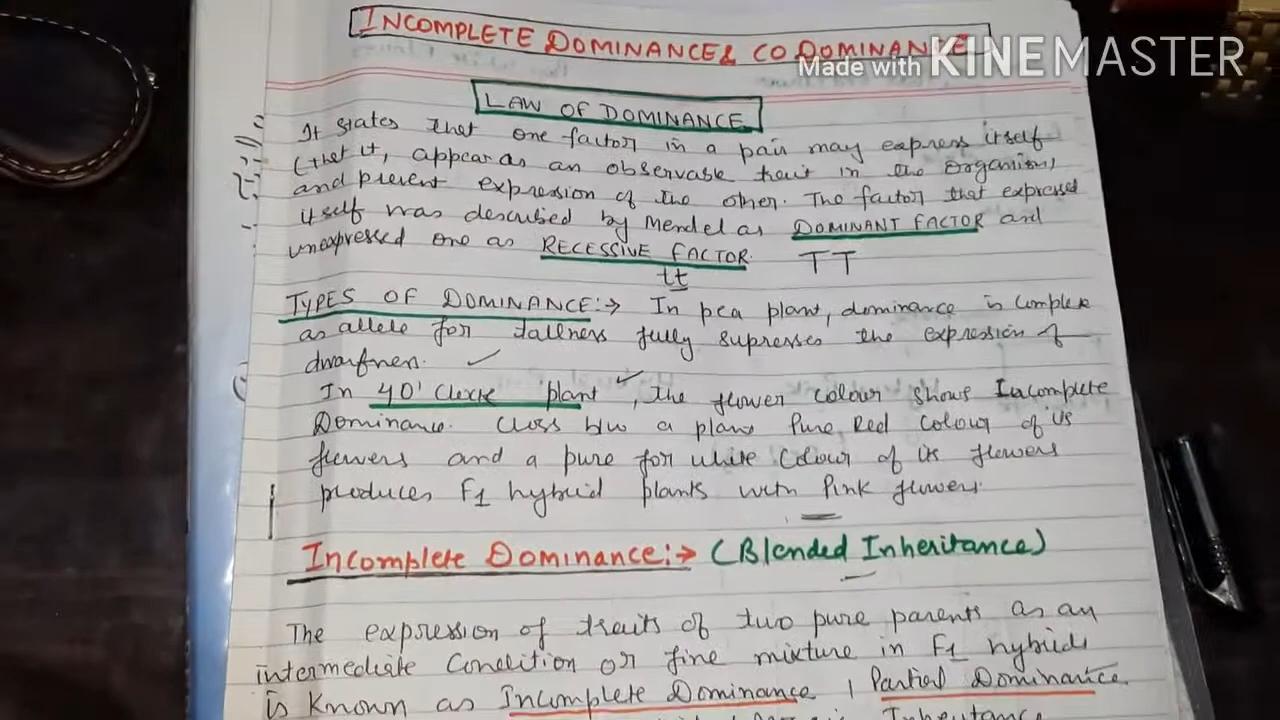 INCOMPLETE DOMINANCE & CO DOMINANCE
Made with KINEMASTER
LAW OF DOMINANCE
It states that one factor in a pair may express itself
(that it, appear as an observable trait in the organism)
and prevent expression of the other. The factor that expressed
itself was described by Mendel as DOMINANT FACTOR and
unexpressed one as RECESSIVE FACTOR. TT
tt
TYPES OF DOMINANCE:→ In pea plant, dominance is complete
as allele for tallness fully supresses the expression of
dwarfness.
In 4O'Clock plant, the flower colour shows Incomplete
Dominance. Cross b/w a plant Pure Red colour of its
flowers and a pure for white colour of its flowers
produces F1 hybrid plants with Pink flowers.
Incomplete Dominance:→ (Blended Inheritance)
The expression of traits of two pure parents as an
intermediate condition or fine mixture in F1 hybrids
is known as Incomplete Dominance / Partial Dominance
Inheritance